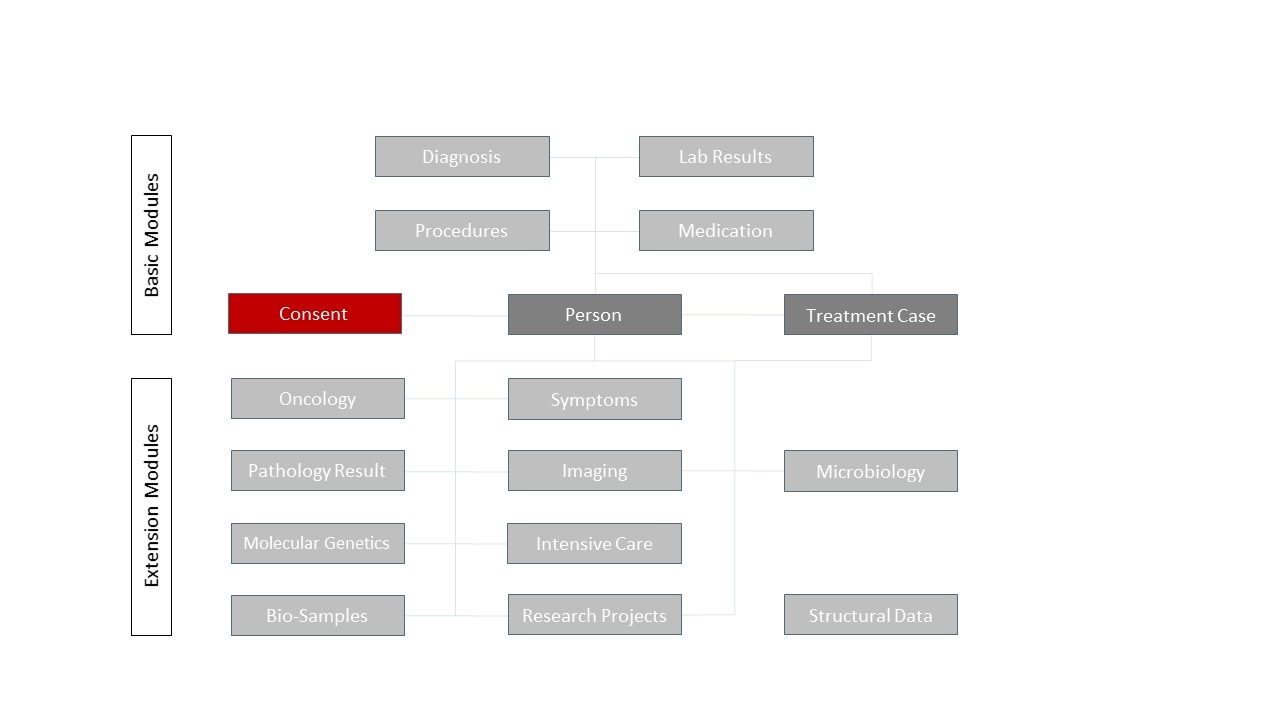 Basic Modules
Diagnosis
Lab Results
Procedures
Medication
Consent
Person
Treatment Case
Extension Modules
Oncology
Symptoms
Pathology Result
Imaging
Microbiology
Molecular Genetics
Intensive Care
Bio-Samples
Research Projects
Structural Data